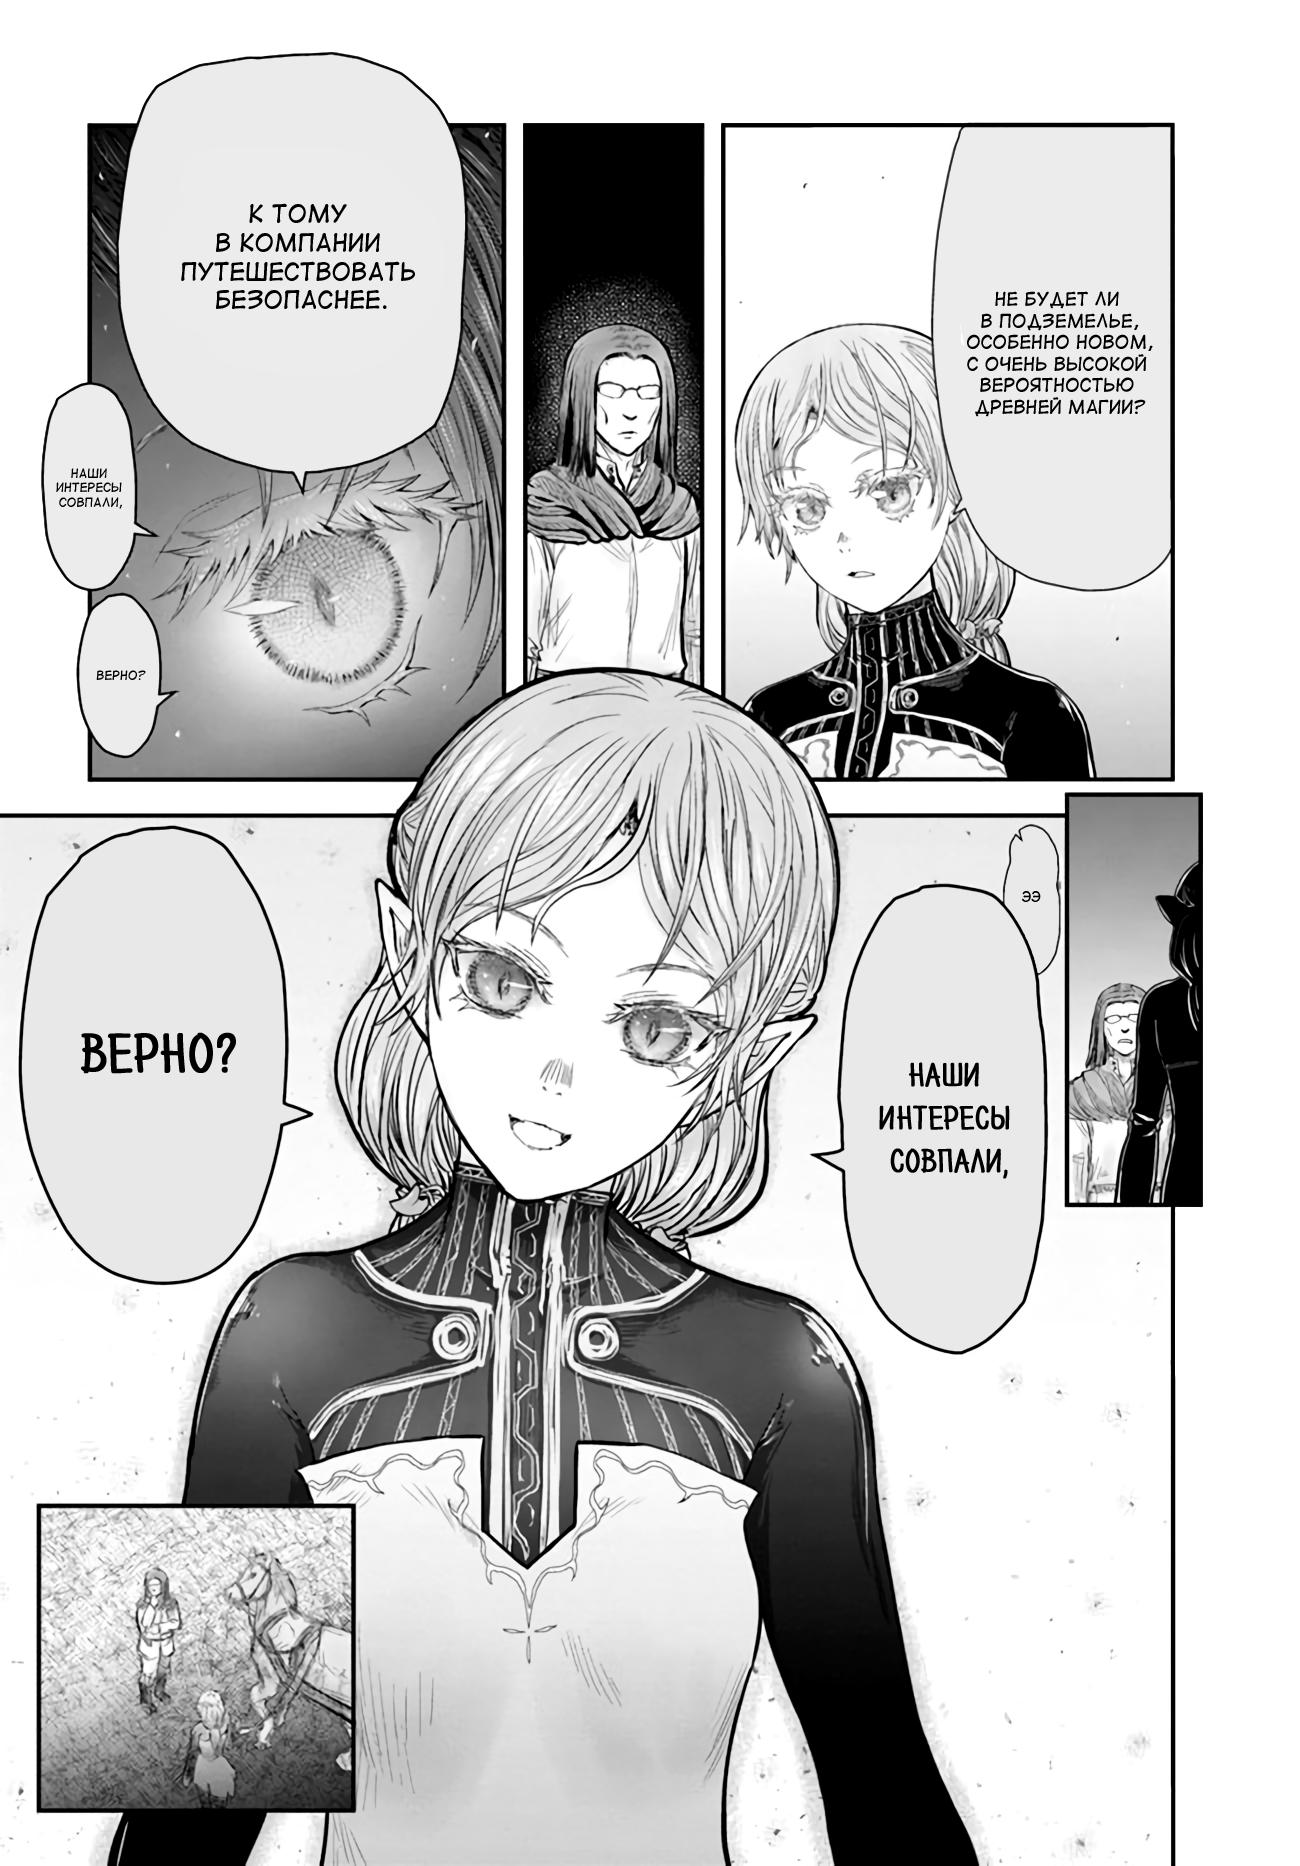 НЕ БУДЕТ ЛИ
В ПОДЗЕМЕЛЬЕ,
ОСОБЕННО НОВОМ,
С ОЧЕНЬ ВЫСОКОЙ
ВЕРОЯТНОСТЬЮ
ДРЕВНЕЙ МАГИИ?
К ТОМУ
В КОМПАНИИ
ПУТЕШЕСТВОВАТЬ
БЕЗОПАСНЕЕ.
НАШИ
ИНТЕРЕСЫ
СОВПАЛИ,
ВЕРНО?
ЭЭ
НАШИ
ИНТЕРЕСЫ
СОВПАЛИ,
ВЕРНО?